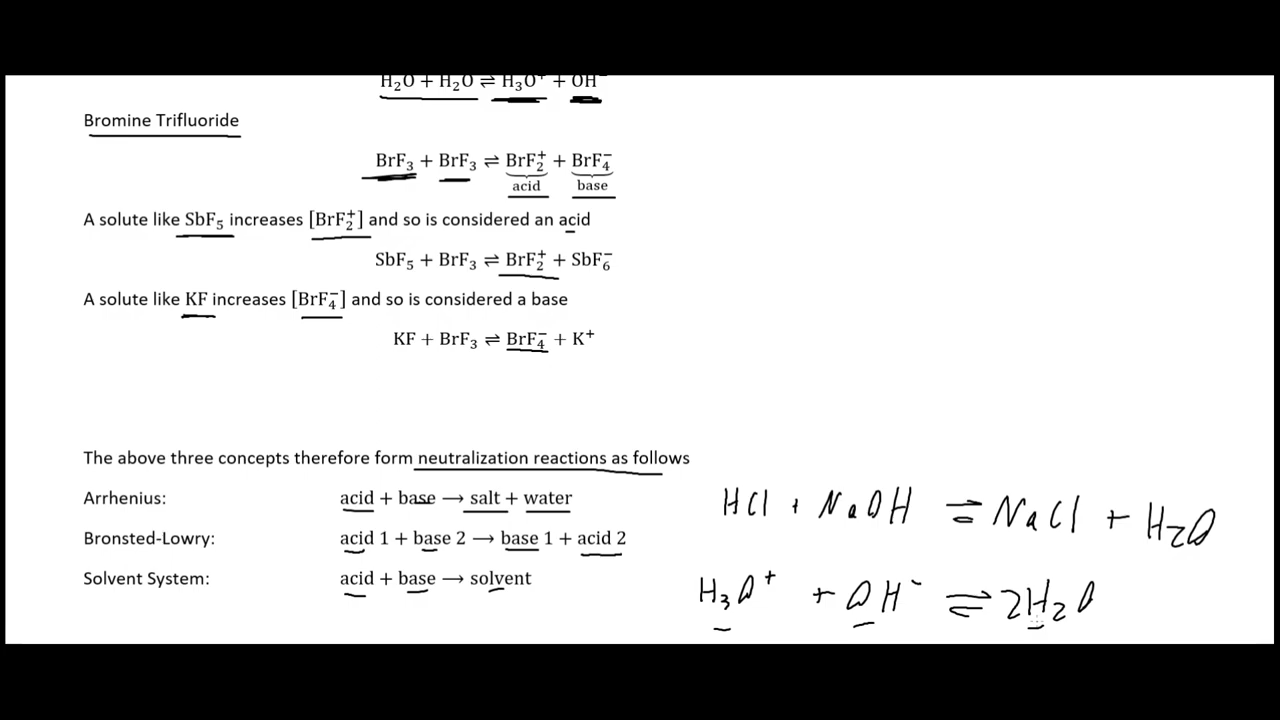 H₂O + H₂O ⇌ H₃O⁺ + OH⁻
Bromine Trifluoride
BrF₃ + BrF₃ ⇌ BrF₂⁺ + BrF₄⁻
acid base
A solute like SbF₅ increases [BrF₂⁺] and so is considered an acid
SbF₅ + BrF₃ ⇌ BrF₂⁺ + SbF₆⁻
A solute like KF increases [BrF₄⁻] and so is considered a base
KF + BrF₃ ⇌ BrF₄⁻ + K⁺
The above three concepts therefore form neutralization reactions as follows
Arrhenius: acid + base → salt + water HCl + NaOH ⇌ NaCl + H₂O
Bronsted-Lowry: acid 1 + base 2 → base 1 + acid 2
Solvent System: acid + base → solvent H₃O⁺ + OH⁻ ⇌ 2H₂O